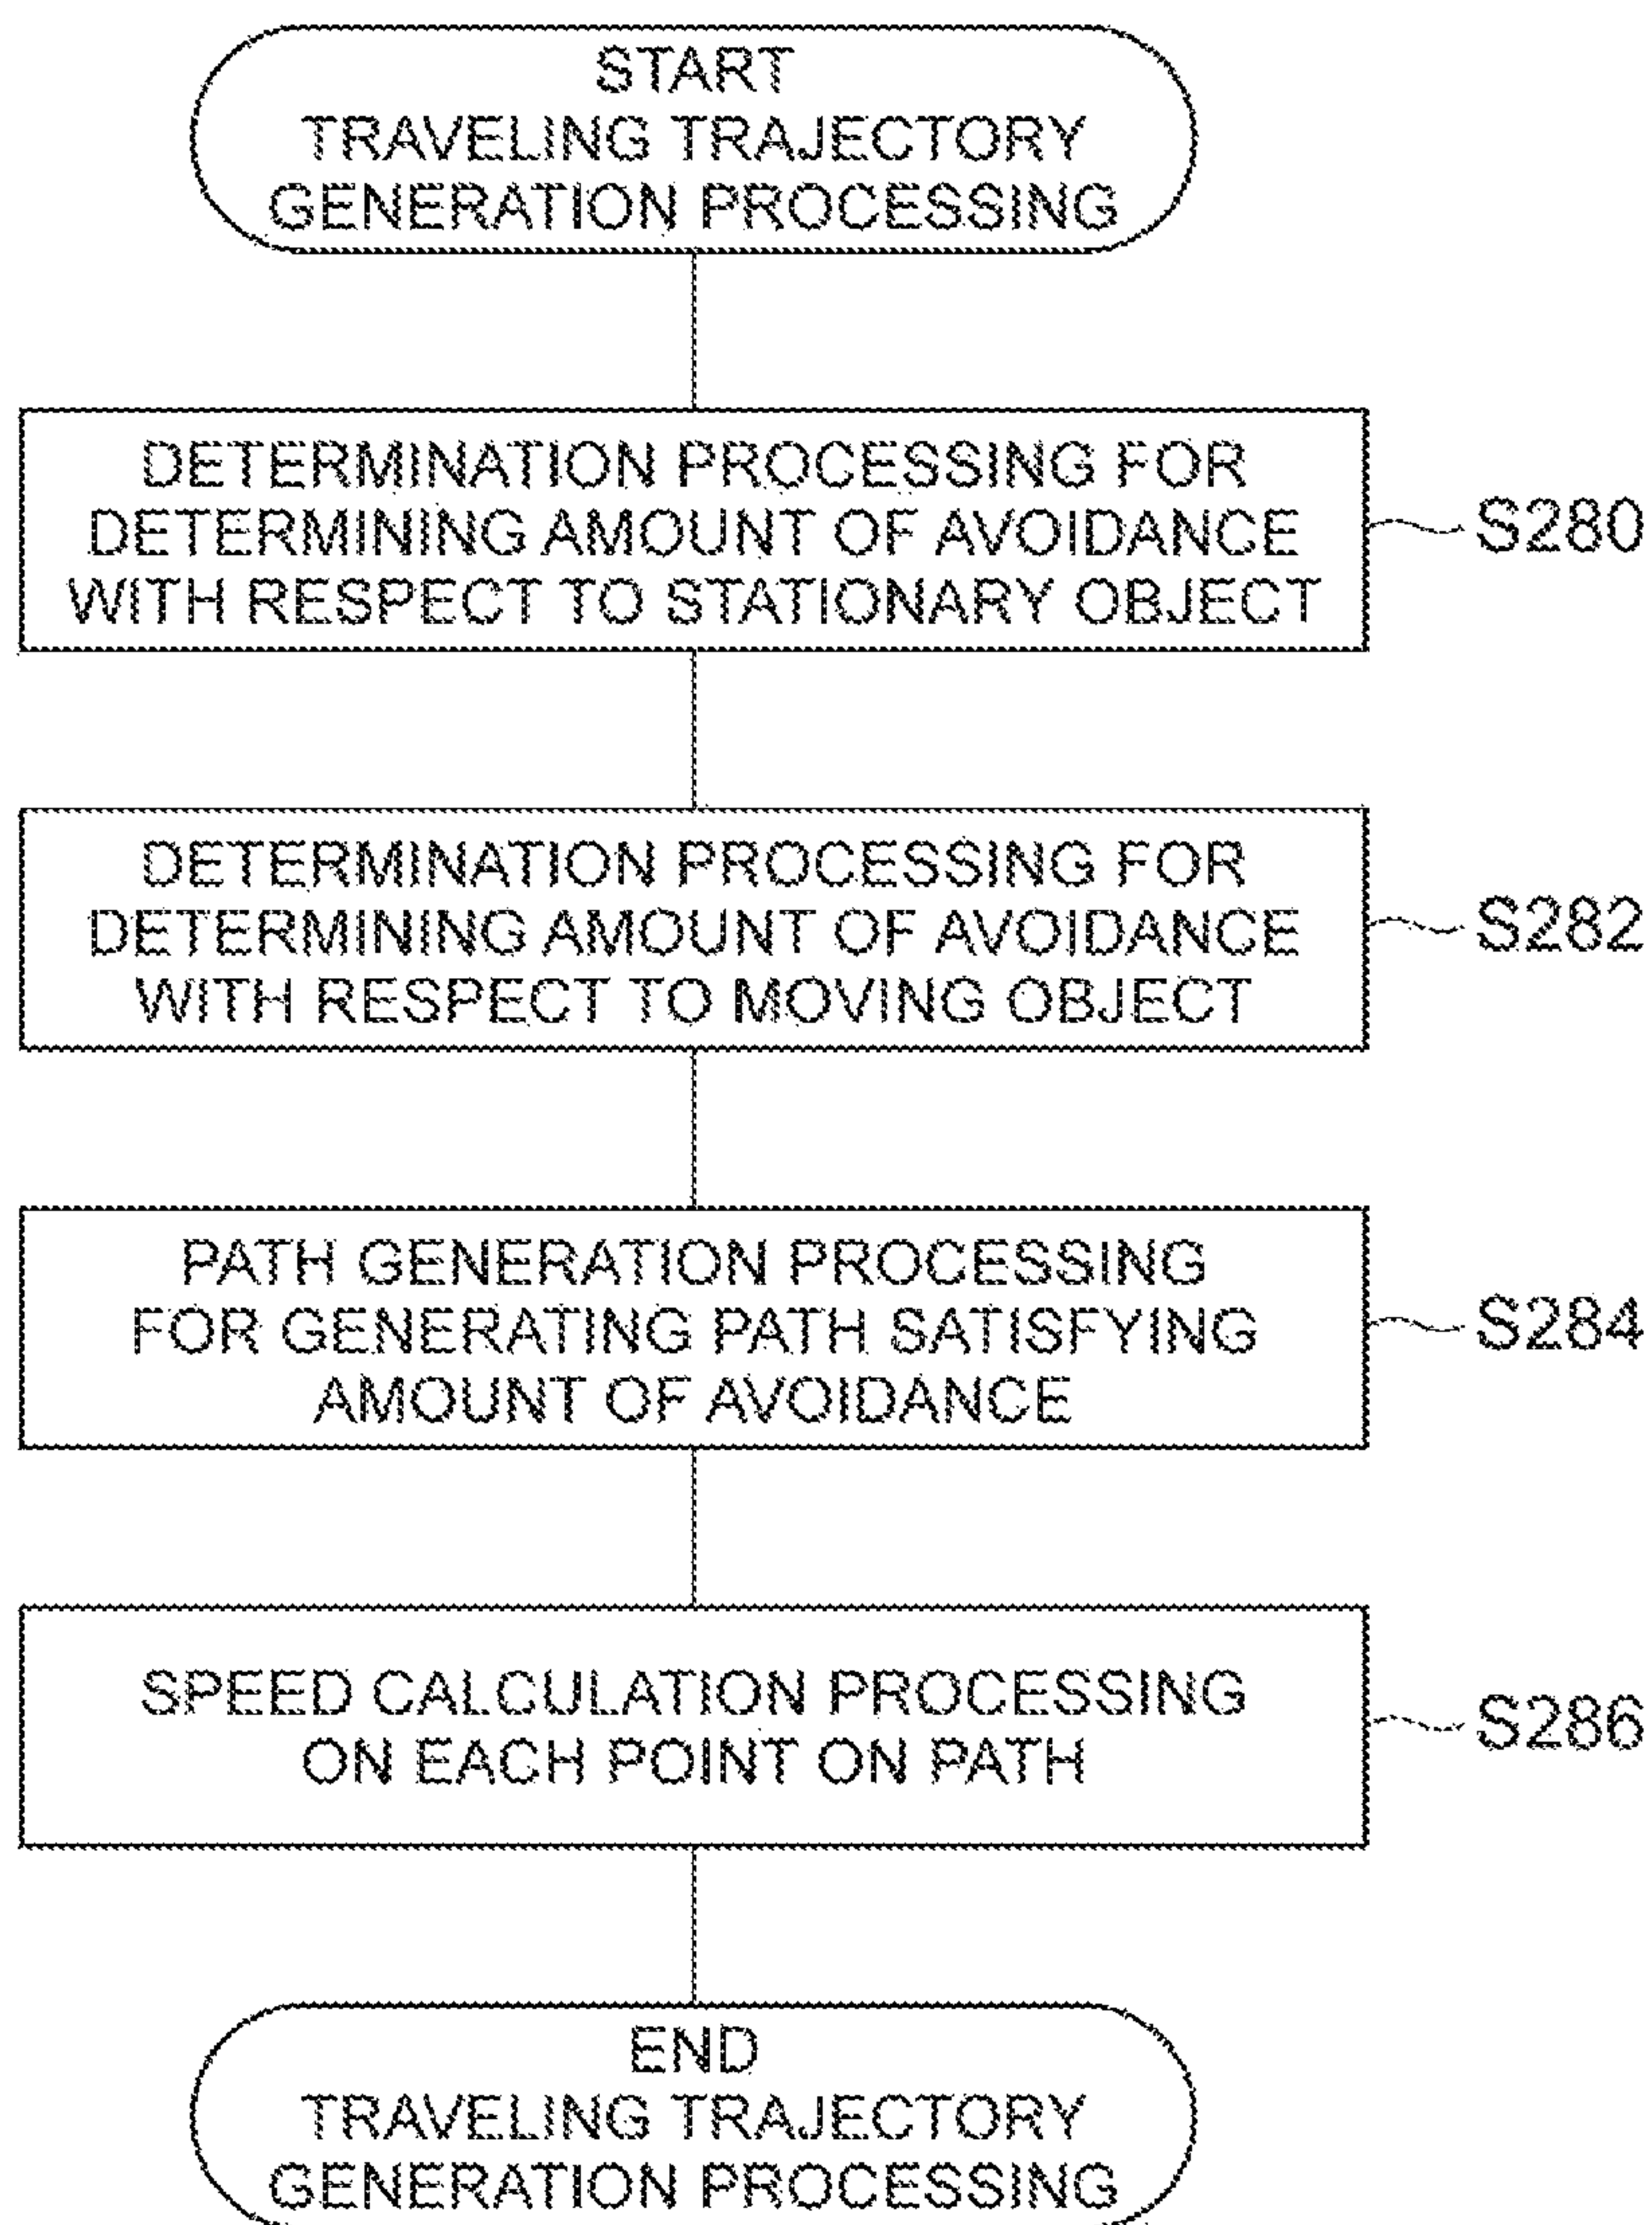 START
TRAVELING TRAJECTORY
GENERATION PROCESSING
DETERMINATION PROCESSING FOR
DETERMINING AMOUNT OF AVOIDANCE
WITH RESPECT TO STATIONARY OBJECT
S280
DETERMINATION PROCESSING FOR
DETERMINING AMOUNT OF AVOIDANCE
WITH RESPECT TO MOVING OBJECT
S282
PATH GENERATION PROCESSING
FOR GENERATING PATH SATISFYING
AMOUNT OF AVOIDANCE
S284
SPEED CALCULATION PROCESSING
ON EACH POINT ON PATH
S286
END
TRAVELING TRAJECTORY
GENERATION PROCESSING